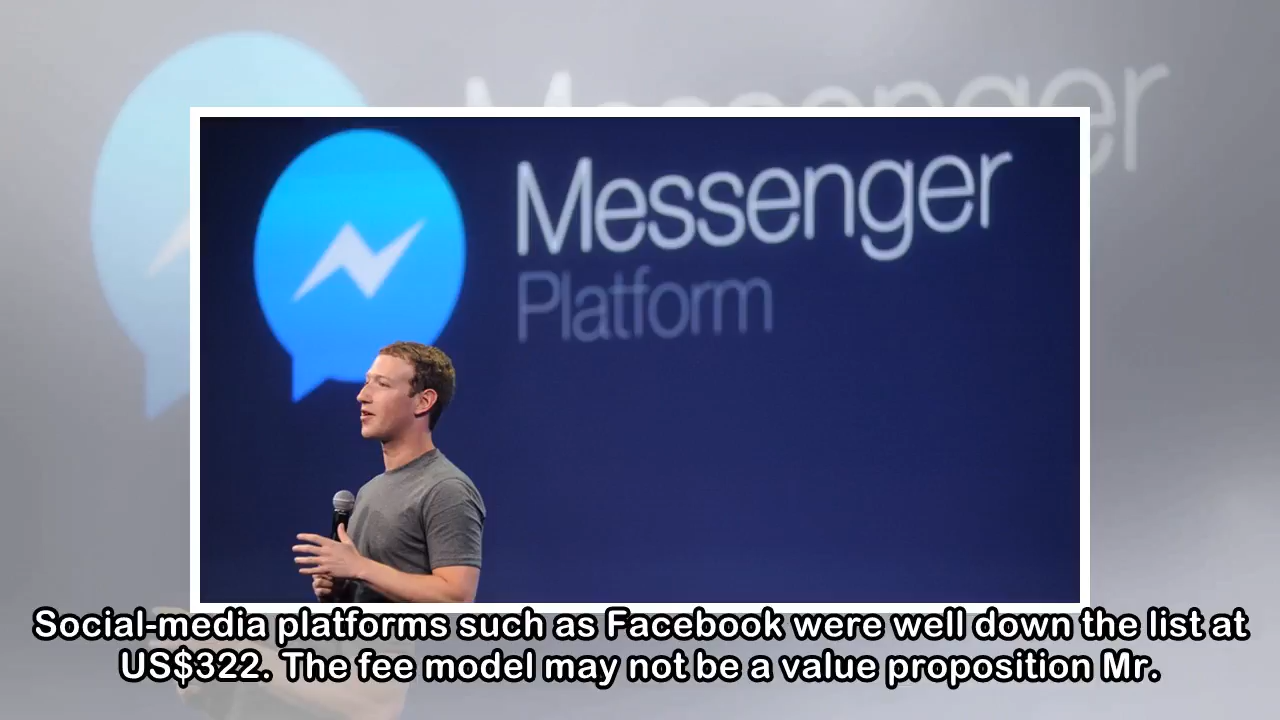 Messenger
Messenger
Platform
Social-media platforms such as Facebook were well down the list at
US$322. The fee model may not be a value proposition Mr.